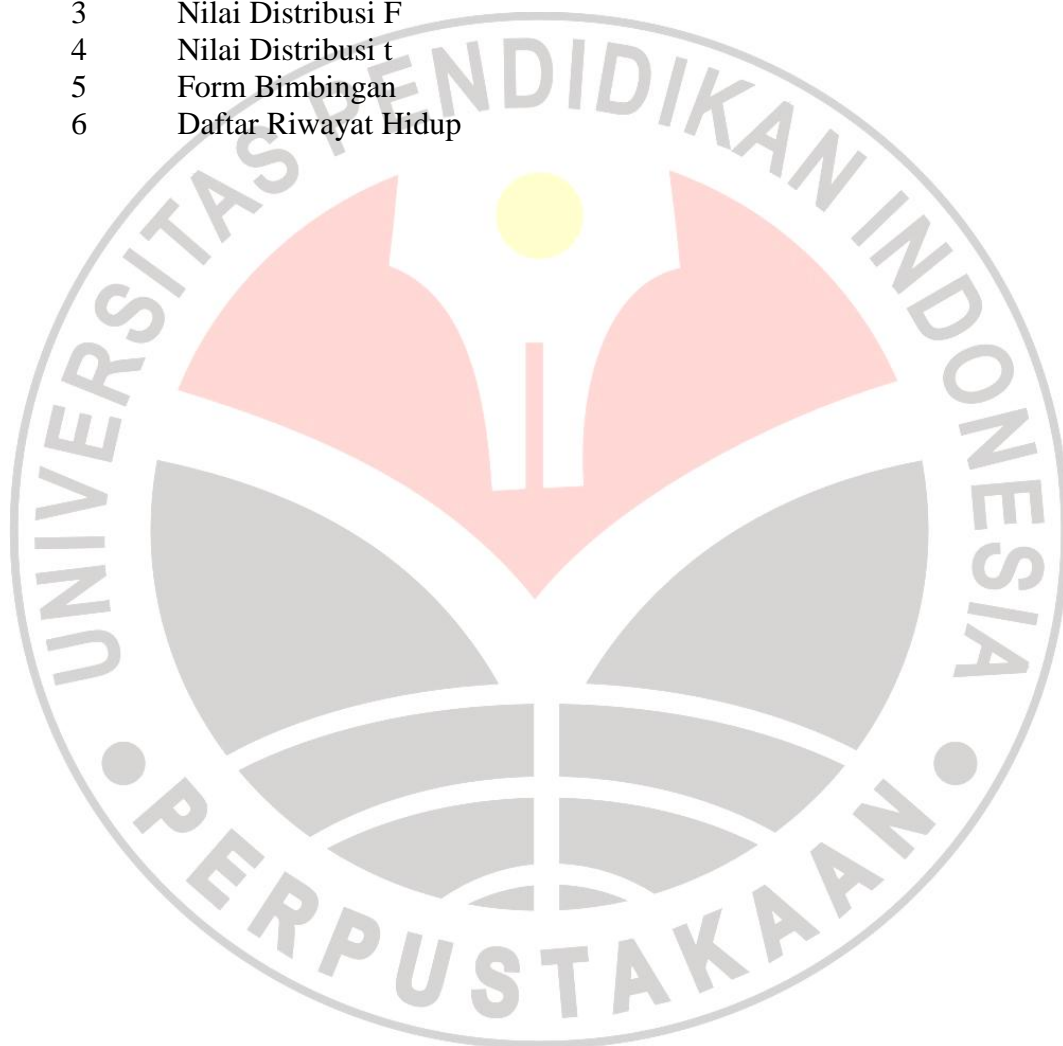 3 Nilai Distribusi F
4 Nilai Distribusi t
5 Form Bimbingan
6 Daftar Riwayat Hidup
UNIVERSITAS PENDIDIKAN INDONESIA
PERPUSTAKAAN